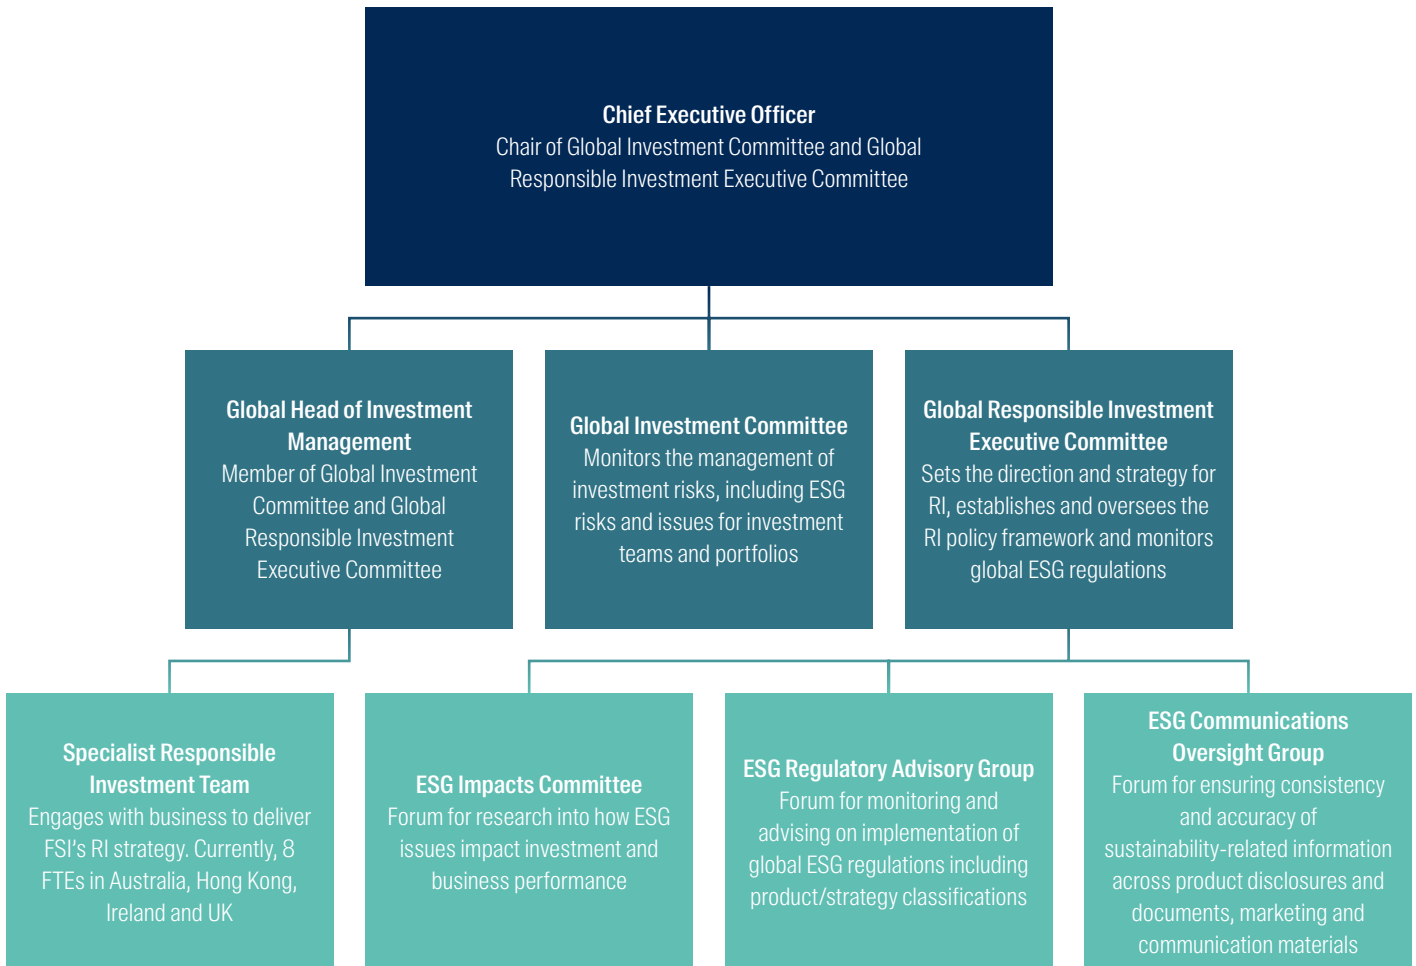 Chief Executive Officer
Chair of Global Investment Committee and Global
Responsible Investment Executive Committee
Global Head of Investment
Management
Member of Global Investment
Committee and Global
Responsible Investment
Executive Committee
Global Investment Committee
Monitors the management of
investment risks, including ESG
risks and issues for investment
teams and portfolios
Global Responsible Investment
Executive Committee
Sets the direction and strategy for
RI, establishes and oversees the
RI policy framework and monitors
global ESG regulations
Specialist Responsible
Investment Team
Engages with business to deliver
FSI's RI strategy. Currently, 8
FTEs in Australia, Hong Kong,
Ireland and UK
ESG Impacts Committee
Forum for research into how ESG
issues impact investment and
business performance
ESG Regulatory Advisory Group
Forum for monitoring and
advising on implementation of
global ESG regulations including
product/strategy classifications
ESG Communications
Oversight Group
Forum for ensuring consistency
and accuracy of
sustainability-related information
across product disclosures and
documents, marketing and
communication materials